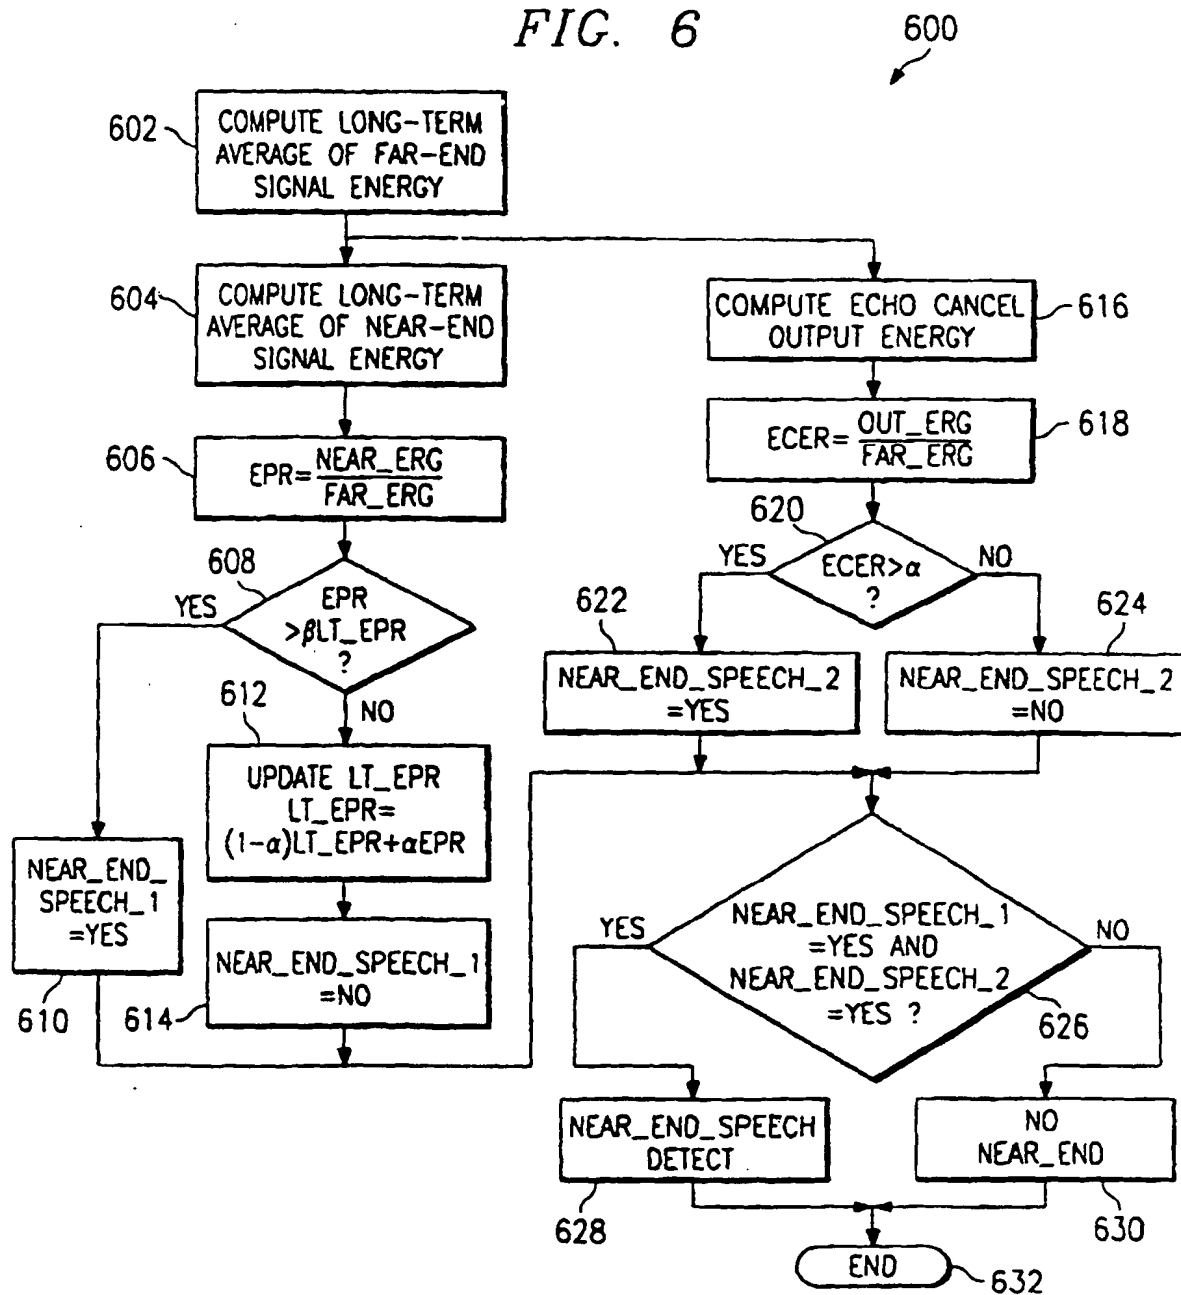 FIG. 6
600
602
COMPUTE LONG-TERM
AVERAGE OF FAR-END
SIGNAL ENERGY
604
COMPUTE LONG-TERM
AVERAGE OF NEAR-END
SIGNAL ENERGY
606
EPR=NEAR_ERG
FAR_ERG
608
YES
EPR
>βLT_EPR
?
NO
612
UPDATE LT_EPR
LT_EPR=
(1-α)LT_EPR+αEPR
NEAR_END_
SPEECH_1
=YES
610
NEAR_END_SPEECH_1
=NO
614
COMPUTE ECHO CANCEL
OUTPUT ENERGY
616
ECER=OUT_ERG
FAR_ERG
618
620
YES
ECER>α
?
NO
622
NEAR_END_SPEECH_2
=YES
624
NEAR_END_SPEECH_2
=NO
YES
NEAR_END_SPEECH_1
=YES AND
NEAR_END_SPEECH_2
=YES ?
NO
626
NEAR_END_SPEECH
DETECT
628
NO
NEAR_END
630
END
632